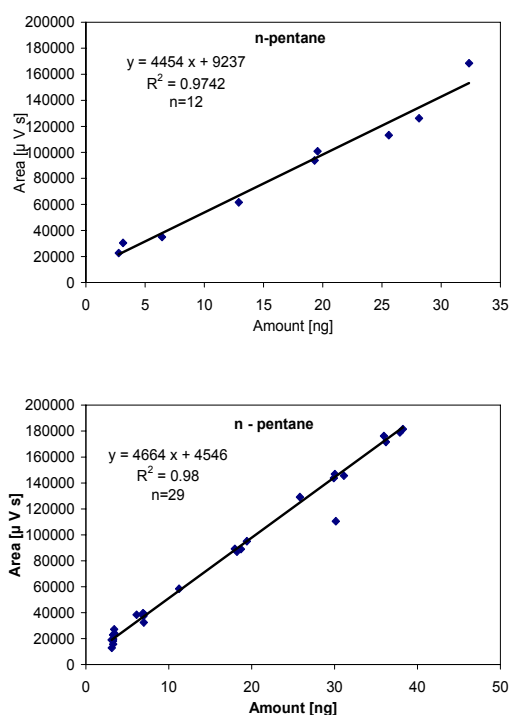 n-pentane
y = 4454 x + 9237
R² = 0.9742
n=12
200000
180000
160000
140000
120000
100000
80000
60000
40000
20000
0
Area [µ V s]
0 5 10 15 20 25 30 35
Amount [ng]
n - pentane
y = 4664 x + 4546
R² = 0.98
n=29
200000
180000
160000
140000
120000
100000
80000
60000
40000
20000
0
Area [µ V s]
0 10 20 30 40 50
Amount [ng]